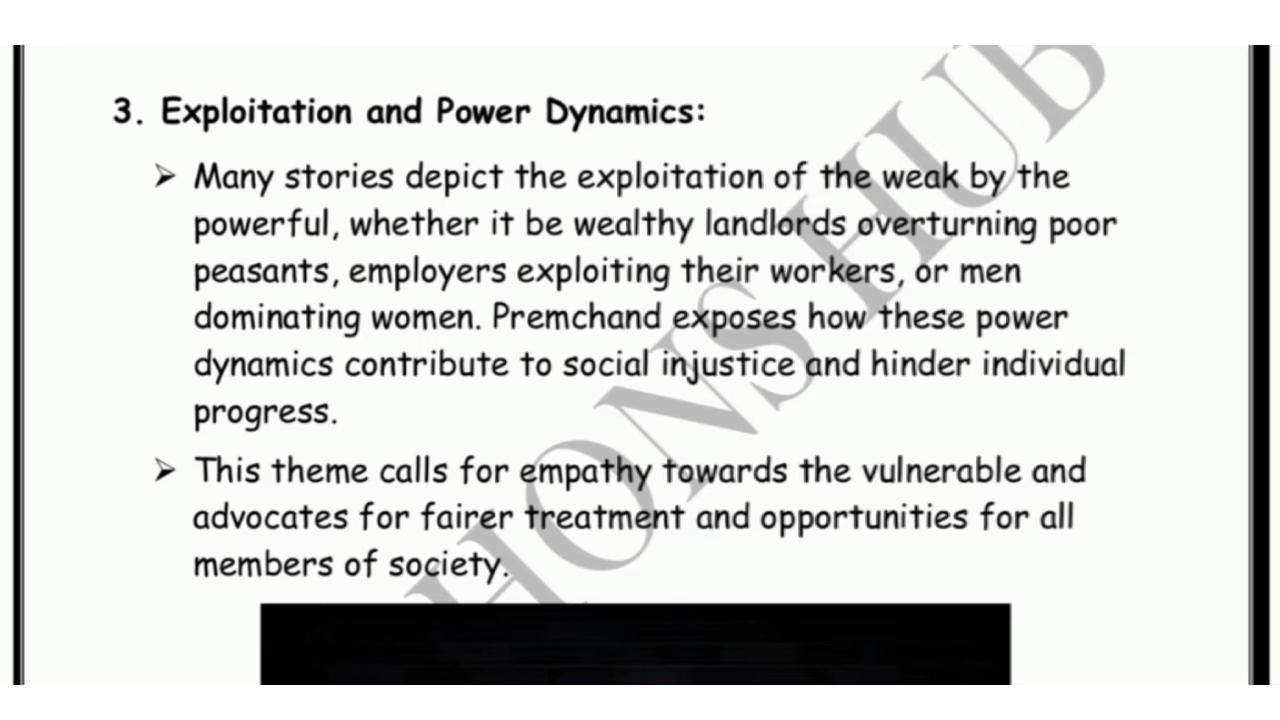 3. Exploitation and Power Dynamics:
➢ Many stories depict the exploitation of the weak by the
powerful, whether it be wealthy landlords overturning poor
peasants, employers exploiting their workers, or men
dominating women. Premchand exposes how these power
dynamics contribute to social injustice and hinder individual
progress.
➢ This theme calls for empathy towards the vulnerable and
advocates for fairer treatment and opportunities for all
members of society.
HONS HUB